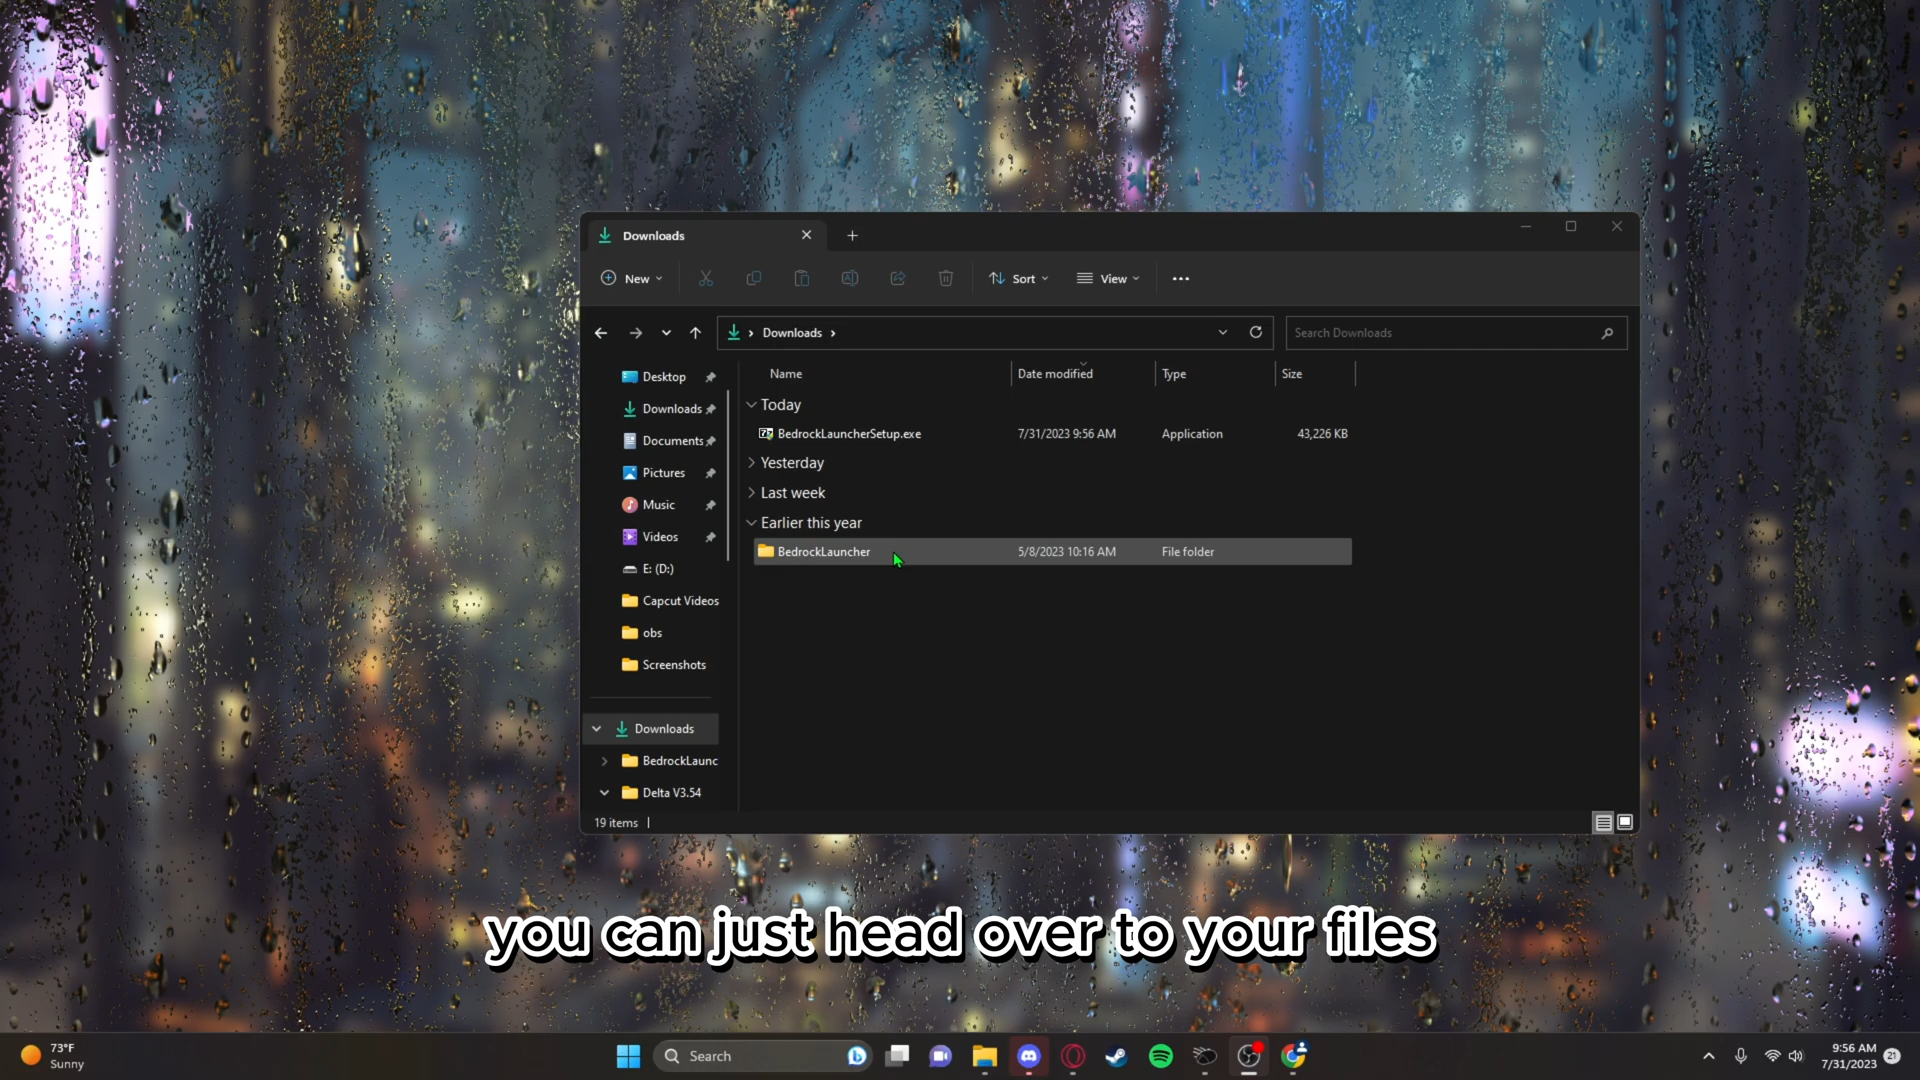 Downloads
New
Sort
View
Downloads
Search Downloads
Name
Date modified
Type
Size
Desktop
Downloads
Documents
Pictures
Music
Videos
E: (D:)
Capcut Videos
obs
Screenshots
Downloads
BedrockLaunc
Delta V3.54
Today
BedrockLauncherSetup.exe 7/31/2023 9:56 AM Application 43,226 KB
Yesterday
Last week
Earlier this year
BedrockLauncher 5/8/2023 10:16 AM File folder
19 items
you can just head over to your files
73°F
Sunny
Search
9:56 AM
7/31/2023
21